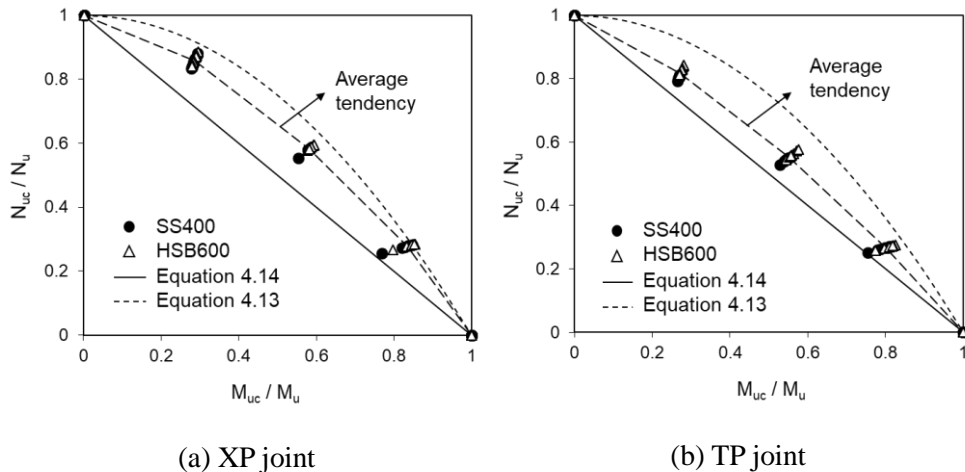 1
0.8
0.6
0.4
0.2
0
N_uc / N_u
Average
tendency
SS400
HSB600
Equation 4.14
Equation 4.13
0 0.2 0.4 0.6 0.8 1
M_uc / M_u
(a) XP joint
1
0.8
0.6
0.4
0.2
0
N_uc / N_u
Average
tendency
SS400
HSB600
Equation 4.14
Equation 4.13
0 0.2 0.4 0.6 0.8 1
M_uc / M_u
(b) TP joint